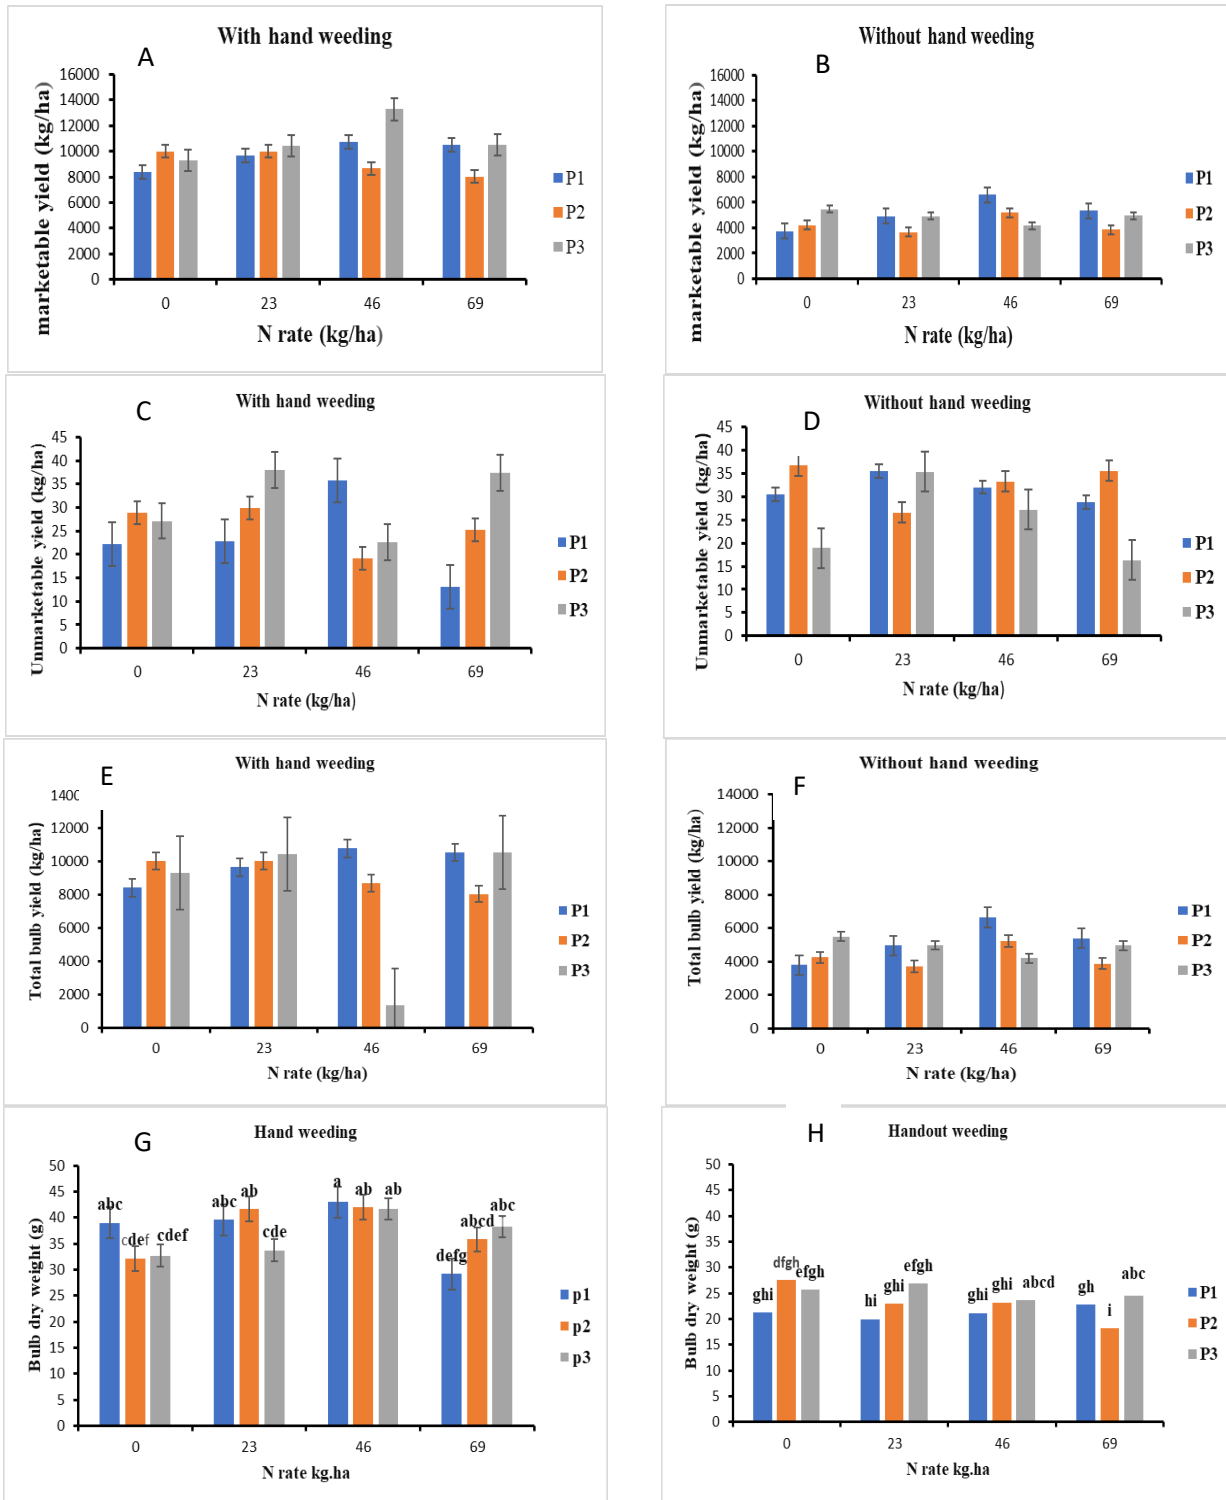 With hand weeding
A
marketable yield (kg/ha)
16000
14000
12000
10000
8000
6000
4000
2000
0
0 23 46 69
N rate (kg/ha)
P1
P2
P3
Without hand weeding
B
marketable yield (kg/ha)
16000
14000
12000
10000
8000
6000
4000
2000
0
0 23 46 69
N rate (kg/ha)
P1
P2
P3
With hand weeding
C
Unmarketable yield (kg/ha)
45
40
35
30
25
20
15
10
5
0
0 23 46 69
N rate (kg/ha)
P1
P2
P3
Without hand weeding
D
Unmarketable yield (kg/ha)
45
40
35
30
25
20
15
10
5
0
0 23 46 69
N rate (kg/ha)
P1
P2
P3
With hand weeding
E
Total bulb yield (kg/ha)
1400
12000
10000
8000
6000
4000
2000
0
0 23 46 69
N rate (kg/ha)
P1
P2
P3
Without hand weeding
F
Total bulb yield (kg/ha)
14000
12000
10000
8000
6000
4000
2000
0
0 23 46 69
N rate (kg/ha)
P1
P2
P3
Hand weeding
G
Bulb dry weight (g)
50
45
40
35
30
25
20
15
10
5
0
abc cdef cdef abc ab cde a ab ab defg abcd abc
0 23 46 69
N rate kg.ha
p1
p2
p3
Handout weeding
H
Bulb dry weight (g)
50
45
40
35
30
25
20
15
10
5
0
ghi dfgh efgh hi ghi efgh ghi ghi abcd gh i abc
0 23 46 69
N rate kg.ha
P1
P2
P3